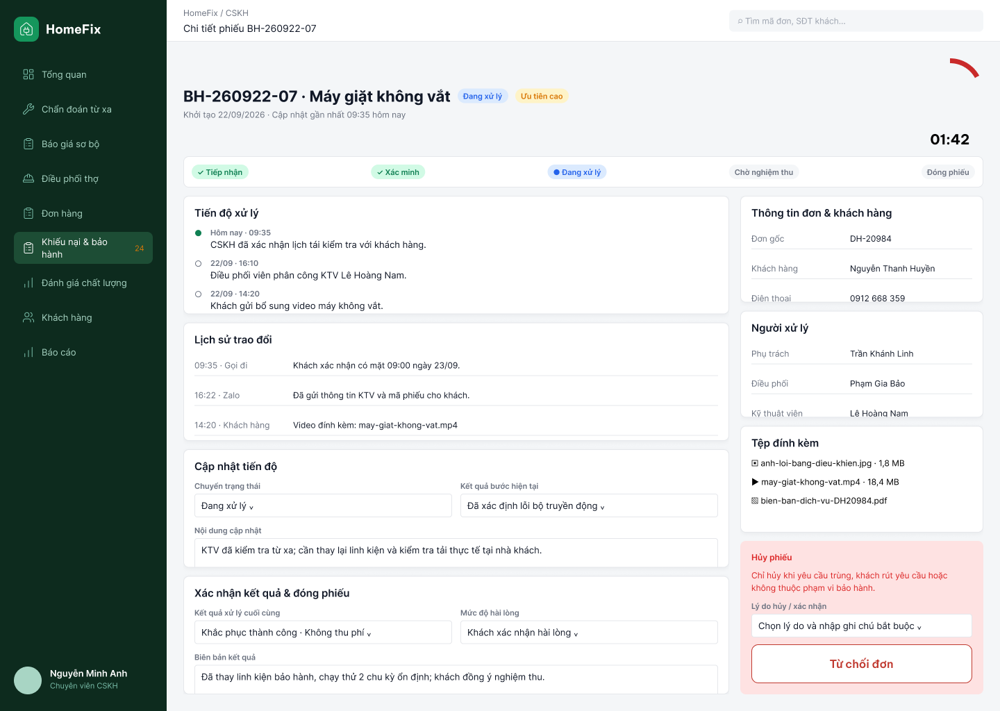 HomeFix
Tổng quan
Chẩn đoán từ xa
Báo giá sơ bộ
Điều phối thợ
Đơn hàng
Khiếu nại & bảo
hành
24
Đánh giá chất lượng
Khách hàng
Báo cáo
Nguyễn Minh Anh
Chuyên viên CSKH
HomeFix / CSKH
Chi tiết phiếu BH-260922-07
⌕ Tìm mã đơn, SĐT khách...
BH-260922-07 · Máy giặt không vắt
Đang xử lý
Ưu tiên cao
Khởi tạo 22/09/2026 · Cập nhật gần nhất 09:35 hôm nay
01:42
✓ Tiếp nhận
✓ Xác minh
● Đang xử lý
Chờ nghiệm thu
Đóng phiếu
Tiến độ xử lý
Hôm nay · 09:35
CSKH đã xác nhận lịch tái kiểm tra với khách hàng.
22/09 · 16:10
Điều phối viên phân công KTV Lê Hoàng Nam.
22/09 · 14:20
Khách gửi bổ sung video máy không vắt.
Lịch sử trao đổi
09:35 · Gọi đi
Khách xác nhận có mặt 09:00 ngày 23/09.
16:22 · Zalo
Đã gửi thông tin KTV và mã phiếu cho khách.
14:20 · Khách hàng
Video đính kèm: may-giat-khong-vat.mp4
Cập nhật tiến độ
Chuyển trạng thái
Đang xử lý ⌄
Kết quả bước hiện tại
Đã xác định lỗi bộ truyền động ⌄
Nội dung cập nhật
KTV đã kiểm tra từ xa; cần thay lại linh kiện và kiểm tra tải thực tế tại nhà khách.
Xác nhận kết quả & đóng phiếu
Kết quả xử lý cuối cùng
Khắc phục thành công · Không thu phí ⌄
Mức độ hài lòng
Khách xác nhận hài lòng ⌄
Biên bản kết quả
Đã thay linh kiện bảo hành, chạy thử 2 chu kỳ ổn định; khách đồng ý nghiệm thu.
Thông tin đơn & khách hàng
Đơn gốc
DH-20984
Khách hàng
Nguyễn Thanh Huyền
Điện thoại
0912 668 359
Người xử lý
Phụ trách
Trần Khánh Linh
Điều phối
Phạm Gia Bảo
Kỹ thuật viên
Lê Hoàng Nam
Tệp đính kèm
▣ anh-loi-bang-dieu-khien.jpg · 1,8 MB
▶ may-giat-khong-vat.mp4 · 18,4 MB
▧ bien-ban-dich-vu-DH20984.pdf
Hủy phiếu
Chỉ hủy khi yêu cầu trùng, khách rút yêu cầu hoặc
không thuộc phạm vi bảo hành.
Lý do hủy / xác nhận
Chọn lý do và nhập ghi chú bắt buộc ⌄
Từ chối đơn